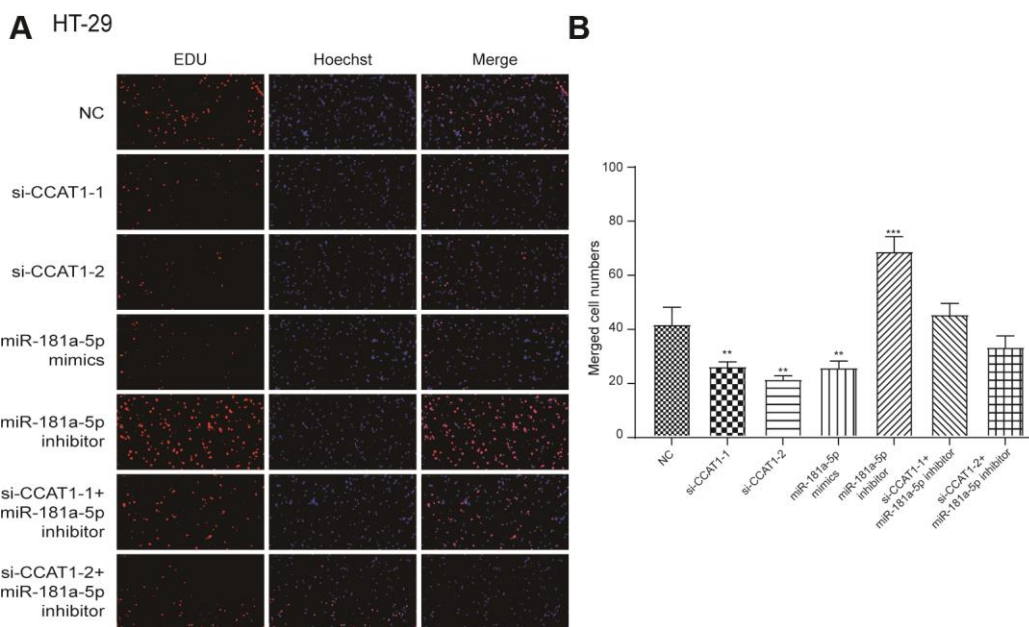 A HT-29
EDU Hoechst Merge
NC
si-CCAT1-1
si-CCAT1-2
miR-181a-5p
mimics
miR-181a-5p
inhibitor
si-CCAT1-1+
miR-181a-5p
inhibitor
si-CCAT1-2+
miR-181a-5p
inhibitor
B
Merged cell numbers
100
80
60
40
20
0
**
**
**
***
NC
si-CCAT1-1
si-CCAT1-2
miR-181a-5p
mimics
miR-181a-5p
inhibitor
si-CCAT1-1+
miR-181a-5p inhibitor
si-CCAT1-2+
miR-181a-5p inhibitor